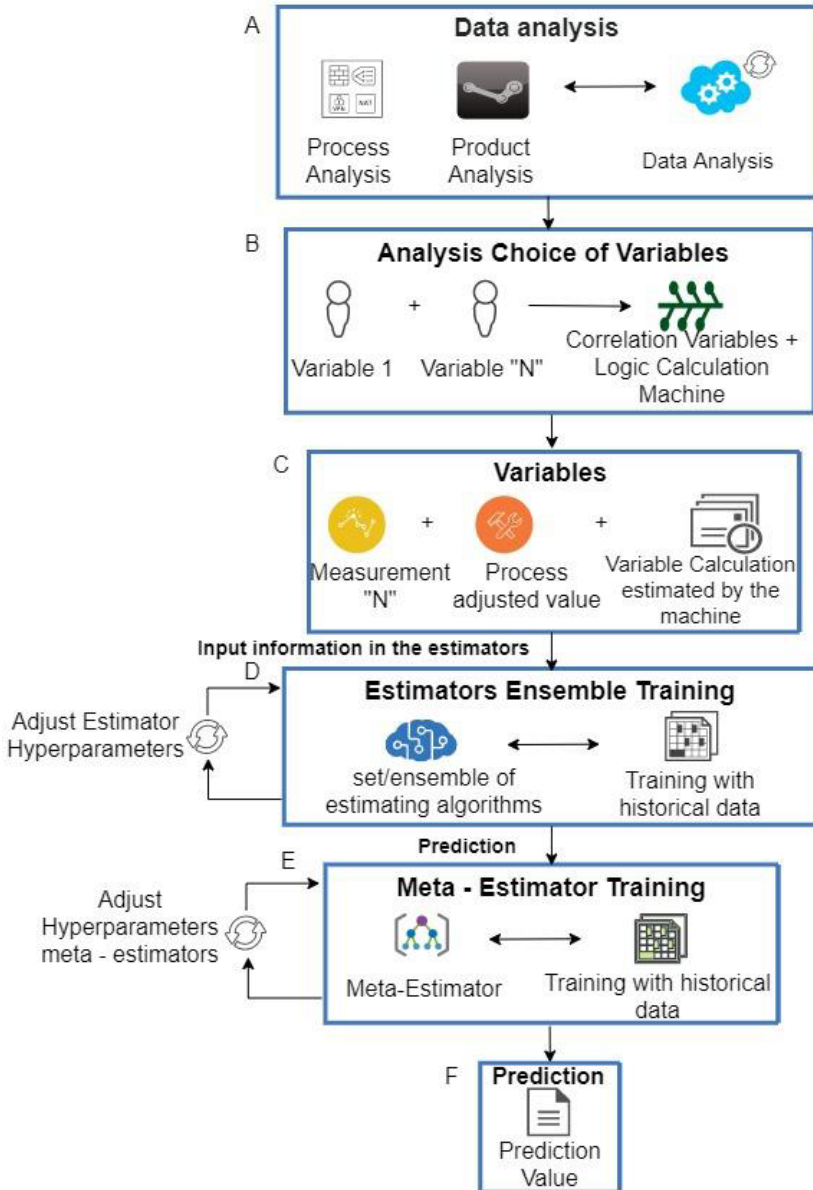 A
Data analysis
VPN
NAT
Process
Analysis
Product
Analysis
Data Analysis
B
Analysis Choice of Variables
+
Variable 1
Variable "N"
Correlation Variables +
Logic Calculation
Machine
C
Variables
+
+
Measurement
"N"
Process
adjusted value
Variable Calculation
estimated by the
machine
Input information in the estimators
D
Estimators Ensemble Training
Adjust Estimator
Hyperparameters
set/ensemble of
estimating algorithms
Training with
historical data
Prediction
E
Meta - Estimator Training
Adjust
Hyperparameters
meta - estimators
Meta-Estimator
Training with historical
data
F
Prediction
Prediction
Value